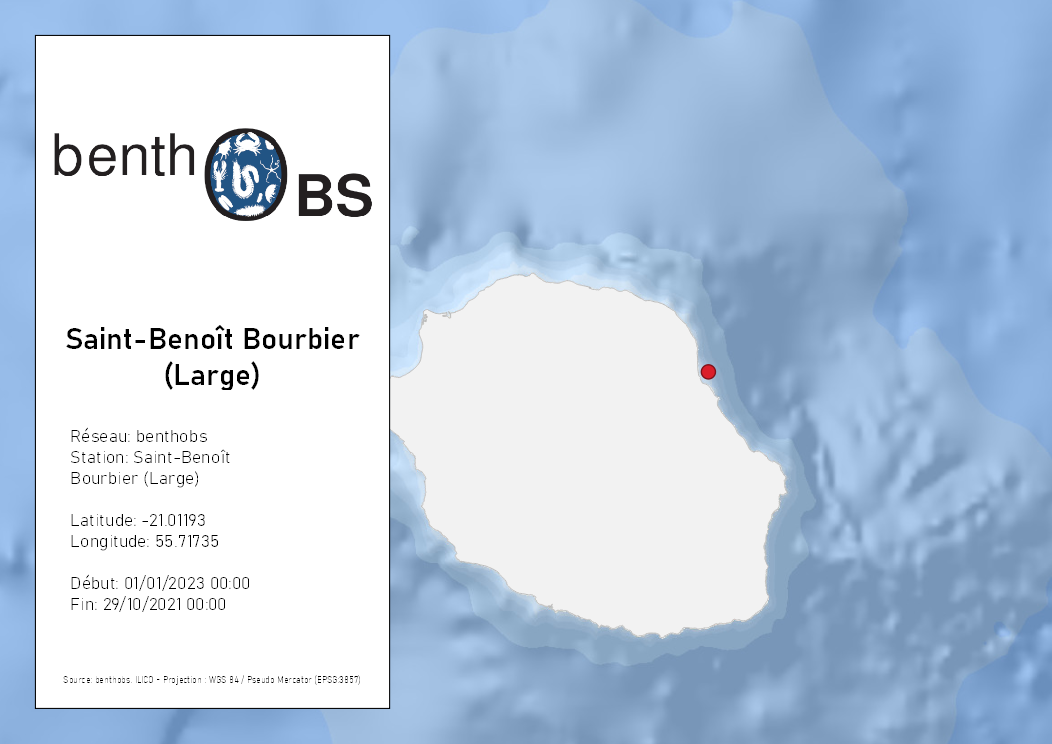 benthOBS
Saint-Benoît Bourbier
(Large)
Réseau: benthobs
Station: Saint-Benoît
Bourbier (Large)
Latitude: -21.01193
Longitude: 55.71735
Début: 01/01/2023 00:00
Fin: 29/10/2021 00:00
Source: benthobs, ILICO - Projection : WGS 84 / Pseudo Mercator (EPSG:3857)